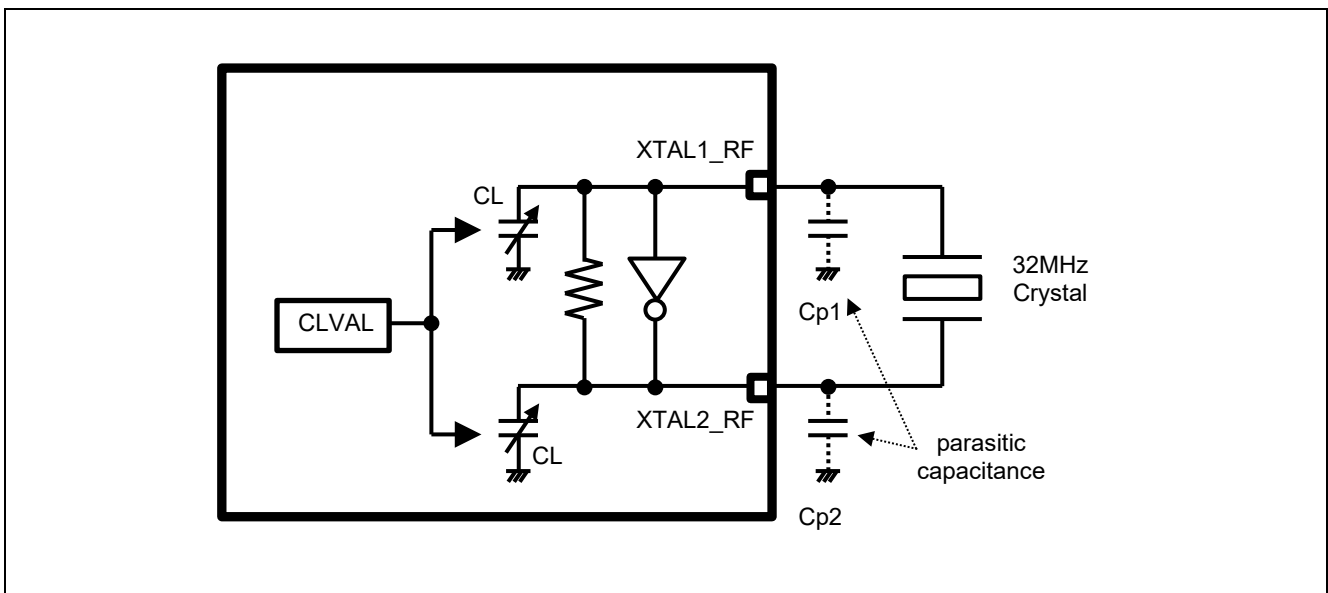 XTAL1_RF
CL
32MHz
Crystal
Cp1
CLVAL
XTAL2_RF
CL
parasitic
capacitance
Cp2